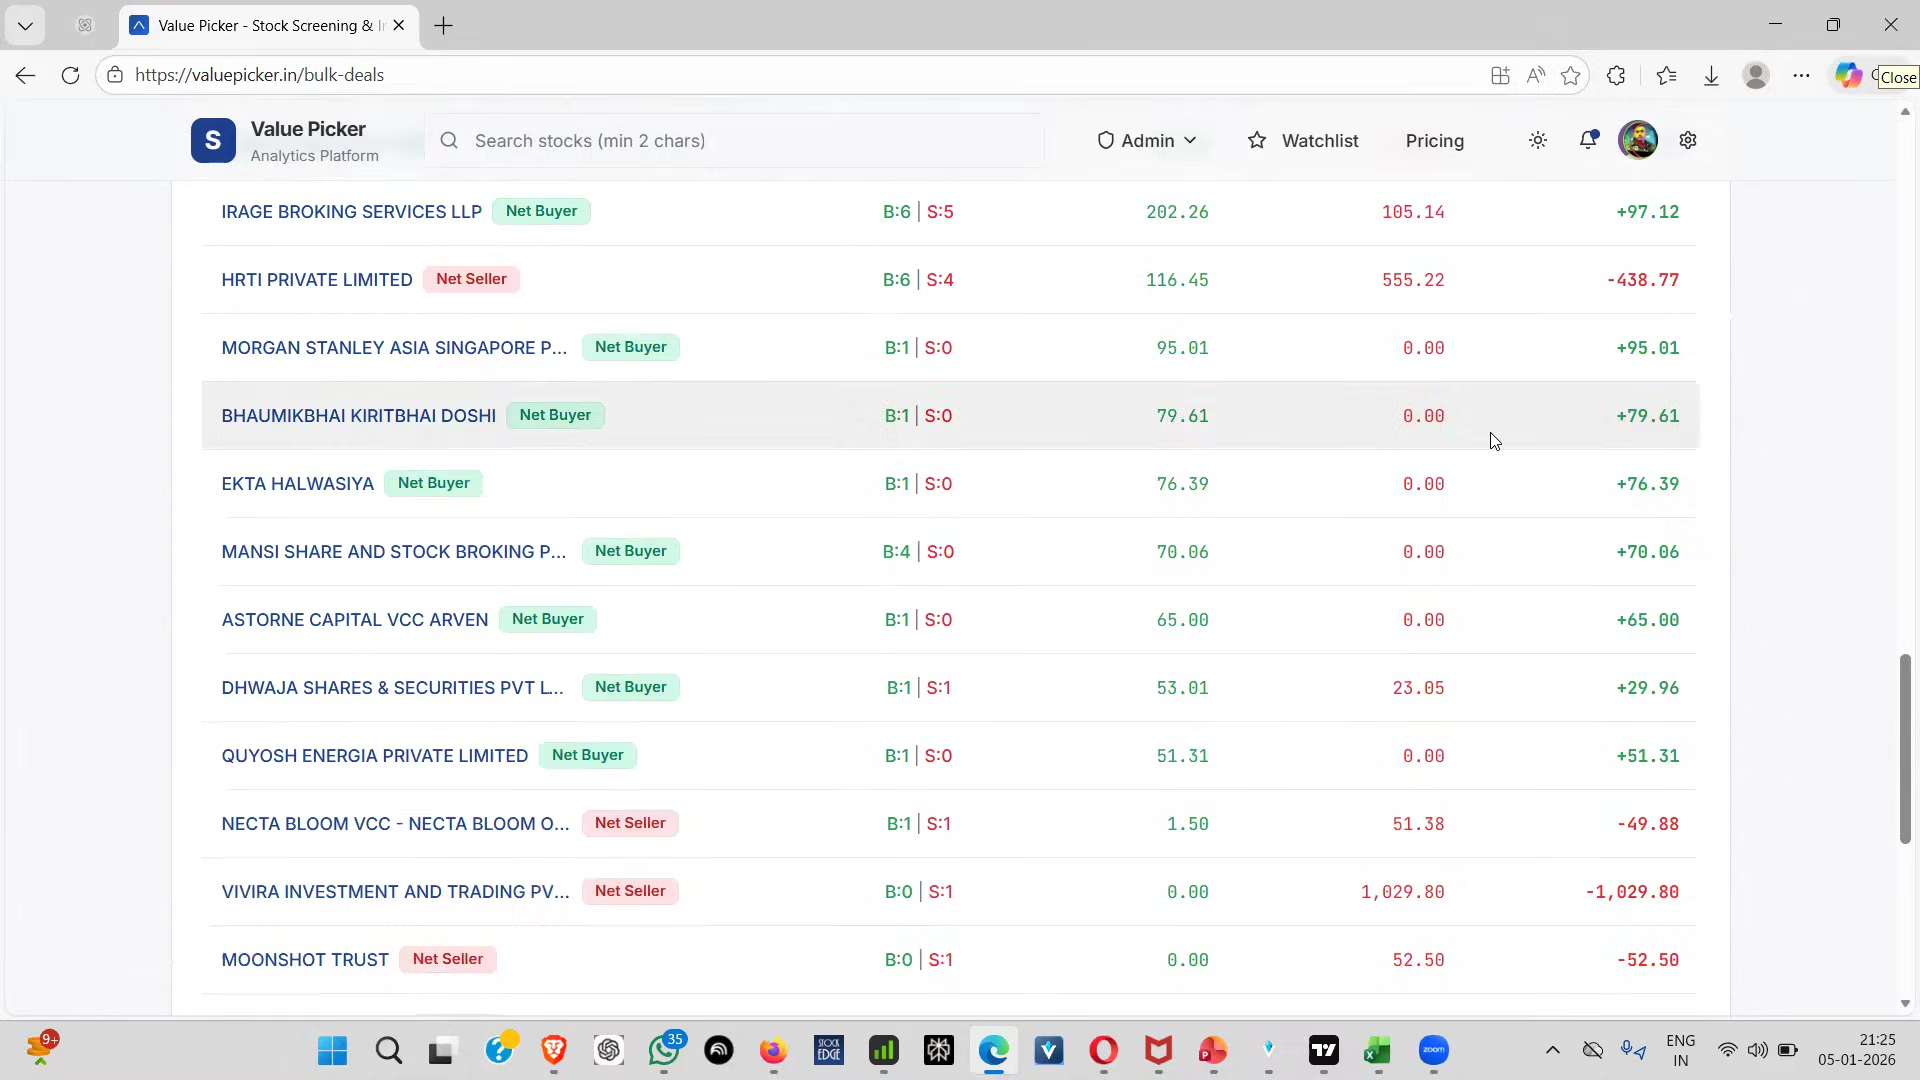 Value Picker - Stock Screening & Ir
https://valuepicker.in/bulk-deals
Close
S
Value Picker
Analytics Platform
Search stocks (min 2 chars)
Admin
Watchlist
Pricing
IRAGE BROKING SERVICES LLP Net Buyer B:6 | S:5 202.26 105.14 +97.12
HRTI PRIVATE LIMITED Net Seller B:6 | S:4 116.45 555.22 -438.77
MORGAN STANLEY ASIA SINGAPORE P... Net Buyer B:1 | S:0 95.01 0.00 +95.01
BHAUMIKBHAI KIRITBHAI DOSHI Net Buyer B:1 | S:0 79.61 0.00 +79.61
EKTA HALWASIYA Net Buyer B:1 | S:0 76.39 0.00 +76.39
MANSI SHARE AND STOCK BROKING P... Net Buyer B:4 | S:0 70.06 0.00 +70.06
ASTORNE CAPITAL VCC ARVEN Net Buyer B:1 | S:0 65.00 0.00 +65.00
DHWAJA SHARES & SECURITIES PVT L... Net Buyer B:1 | S:1 53.01 23.05 +29.96
QUYOSH ENERGIA PRIVATE LIMITED Net Buyer B:1 | S:0 51.31 0.00 +51.31
NECTA BLOOM VCC - NECTA BLOOM O... Net Seller B:1 | S:1 1.50 51.38 -49.88
VIVIRA INVESTMENT AND TRADING PV... Net Seller B:0 | S:1 0.00 1,029.80 -1,029.80
MOONSHOT TRUST Net Seller B:0 | S:1 0.00 52.50 -52.50
9+
35
STOCK
EDGE
zoom
ENG
IN
21:25
05-01-2026